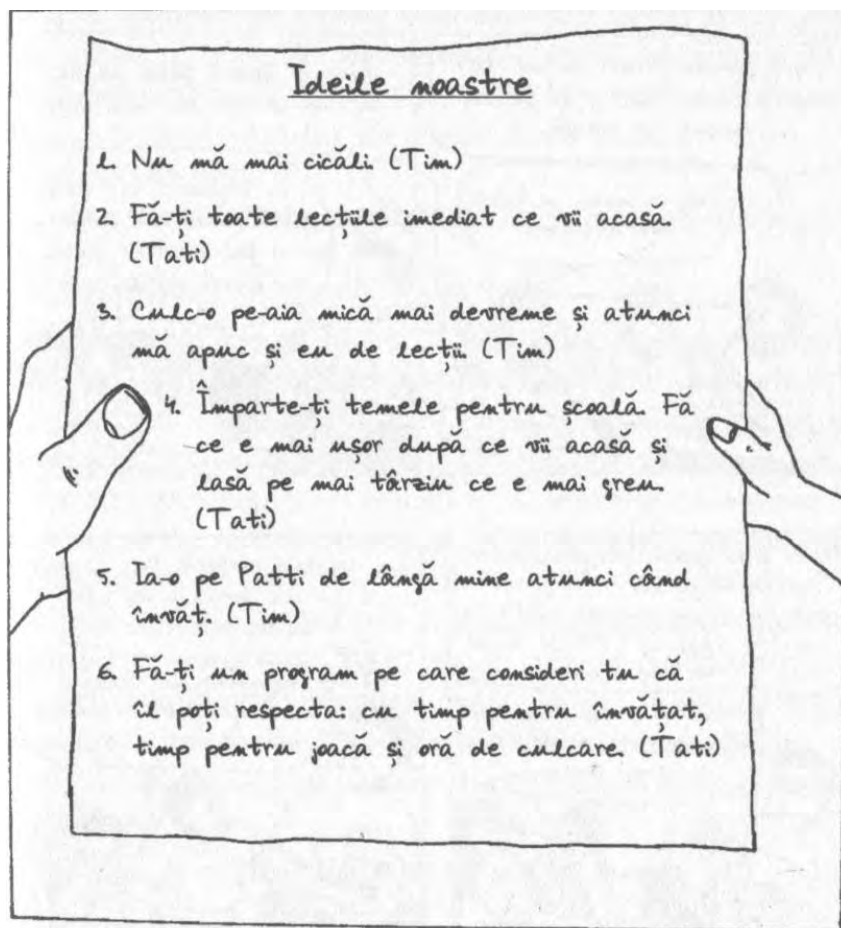 Ideile noastre
1. Nu mă mai cicăli. (Tim)
2. Fă-ți toate lecțiile imediat ce vii acasă.
(Tati)
3. Culc-o pe-aia mică mai devreme și atunci
mă apuc și eu de lecții. (Tim)
4. Împarte-ți temele pentru școală. Fă
ce e mai ușor după ce vii acasă și
lasă pe mai târziu ce e mai greu.
(Tati)
5. Ia-o pe Patti de lângă mine atunci când
învăț. (Tim)
6. Fă-ți un program pe care consideri tu că
îl poți respecta: cu timp pentru învățat,
timp pentru joacă și oră de culcare. (Tati)